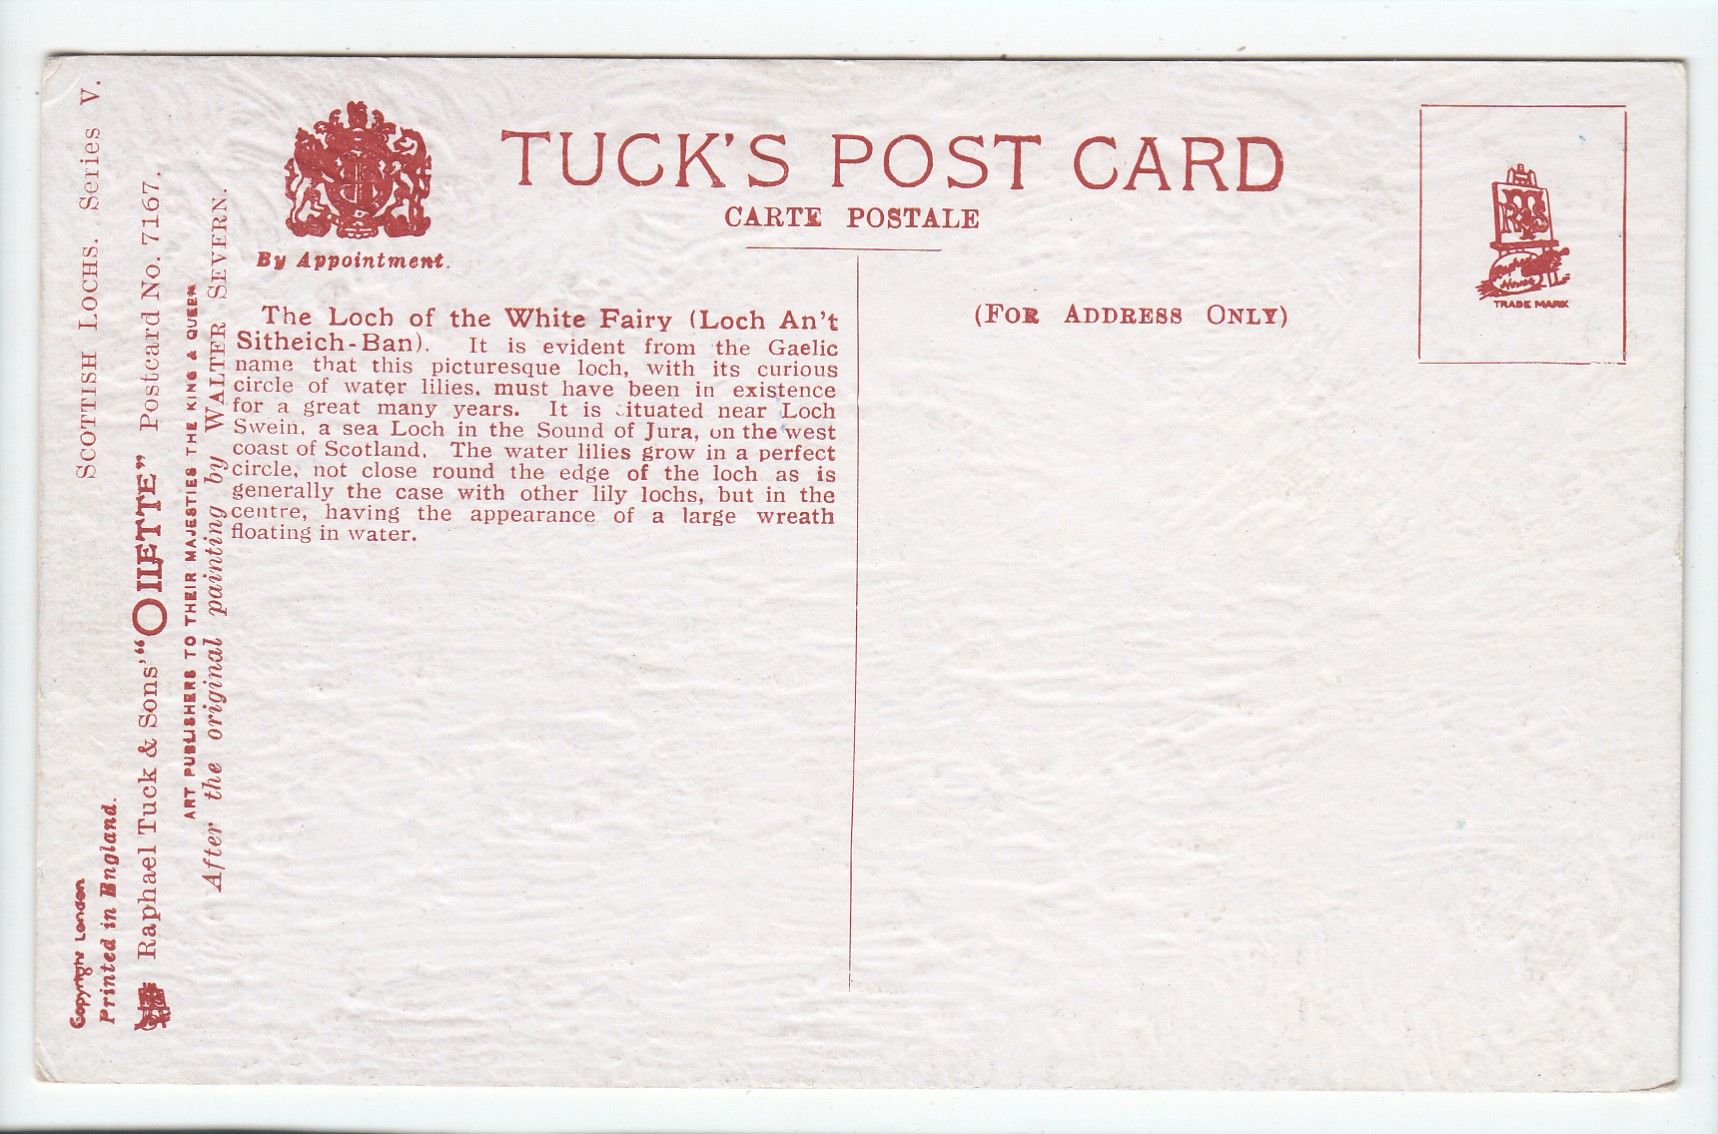 TUCK'S POST CARD
CARTE POSTALE
By Appointment.
The Loch of the White Fairy (Loch An't
Sitheich-Ban). It is evident from the Gaelic
name that this picturesque loch, with its curious
circle of water lilies, must have been in existence
for a great many years. It is situated near Loch
Swein, a sea Loch in the Sound of Jura, on the west
coast of Scotland. The water lilies grow in a perfect
circle, not close round the edge of the loch as is
generally the case with other lily lochs, but in the
centre, having the appearance of a large wreath
floating in water.
(FOR ADDRESS ONLY)
TRADE MARK
SCOTTISH LOCHS. Series V.
Copyright London
Printed in England.
Raphael Tuck & Sons' "OILETTE" Postcard No. 7167.
ART PUBLISHERS TO THEIR MAJESTIES THE KING & QUEEN
After the original painting by WALTER SEVERN.